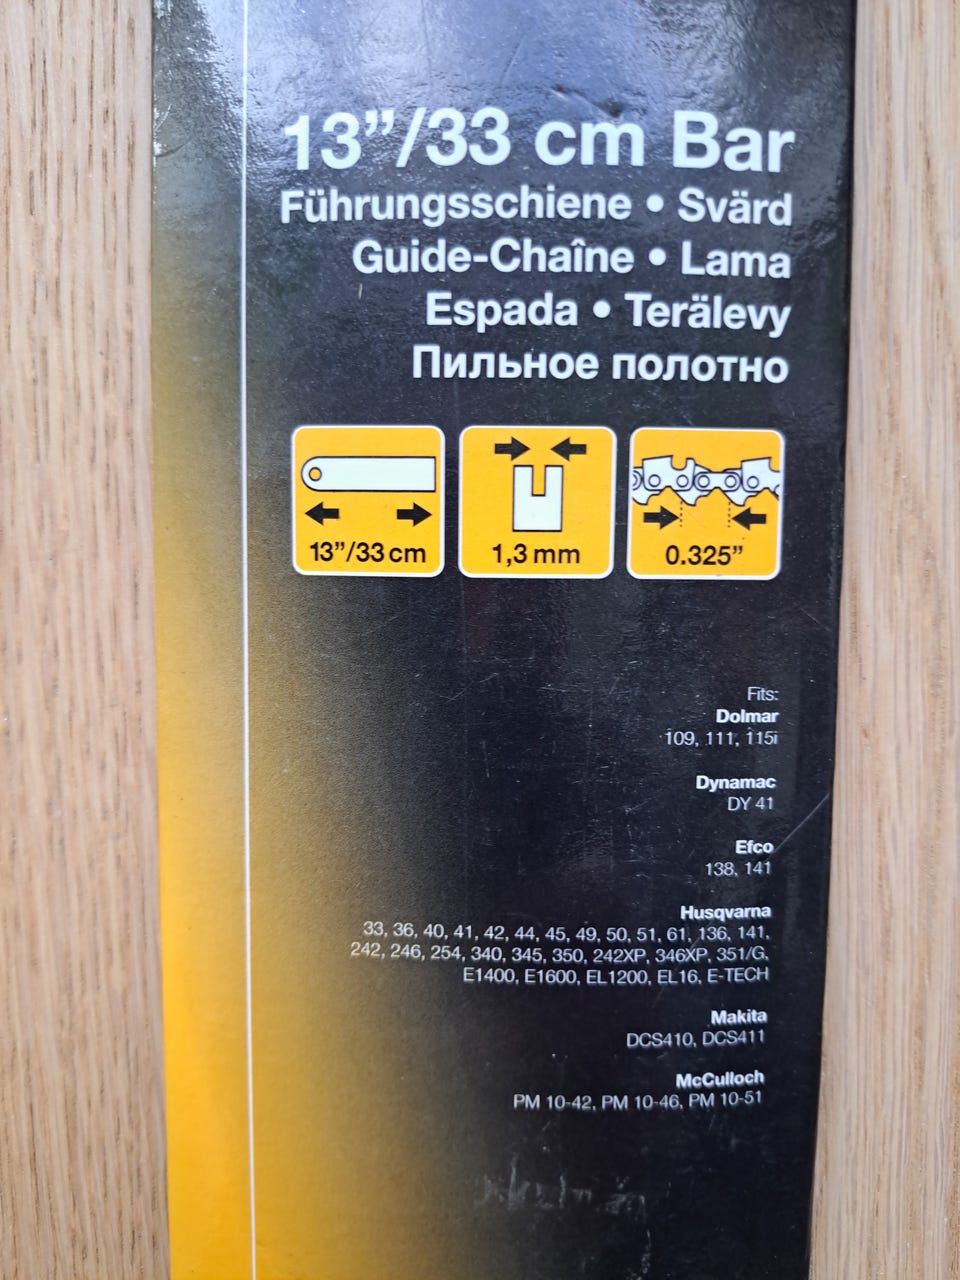 13”/33 cm Bar
Führungsschiene • Svärd
Guide-Chaîne • Lama
Espada • Terälevy
Пильное полотно
13”/33 cm
1,3 mm
0.325”
Fits:
Dolmar
109, 111, 115i
Dynamac
DY 41
Efco
138, 141
Husqvarna
33, 36, 40, 41, 42, 44, 45, 49, 50, 51, 61, 136, 141,
242, 246, 254, 340, 345, 350, 242XP, 346XP, 351/G,
E1400, E1600, EL1200, EL16, E-TECH
Makita
DCS410, DCS411
McCulloch
PM 10-42, PM 10-46, PM 10-51